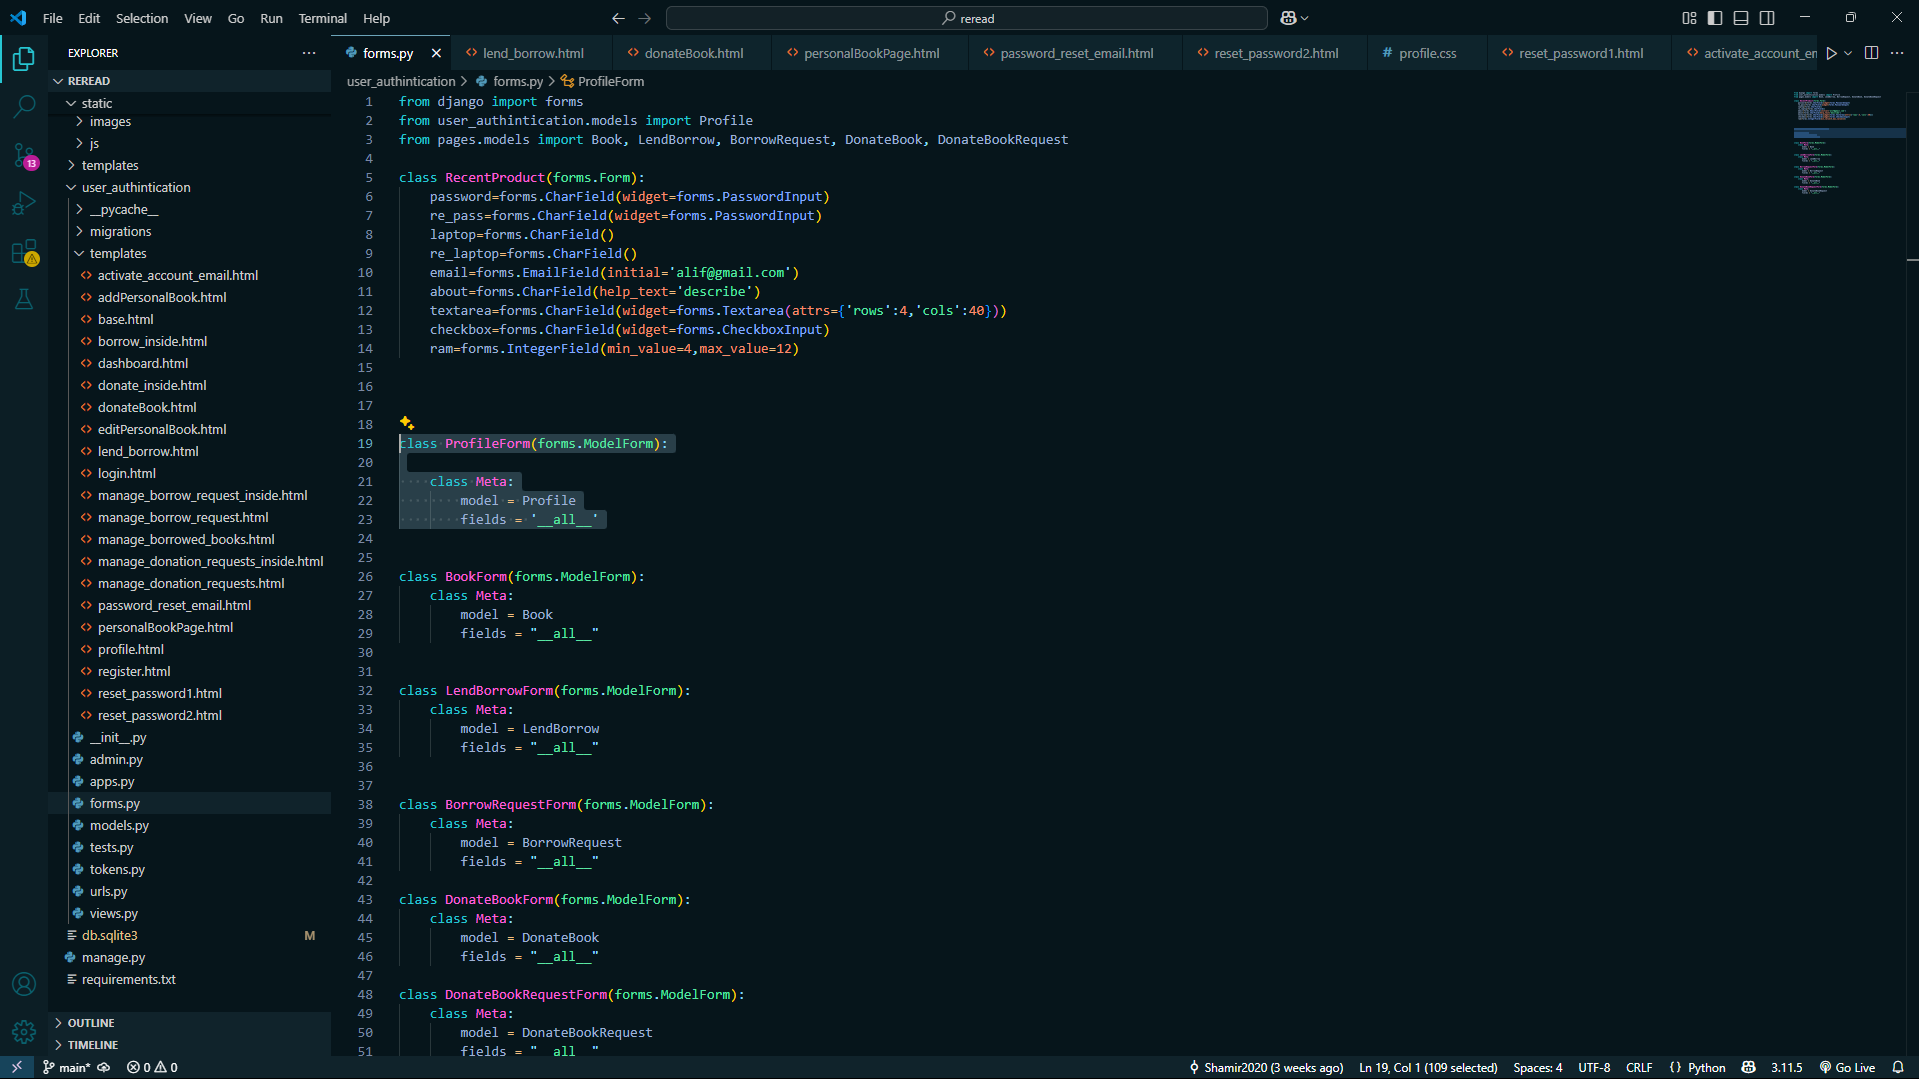 File Edit Selection View Go Run Terminal Help
reread
EXPLORER
REREAD
static
images
js
templates
user_authintication
__pycache__
migrations
templates
activate_account_email.html
addPersonalBook.html
base.html
borrow_inside.html
dashboard.html
donate_inside.html
donateBook.html
editPersonalBook.html
lend_borrow.html
login.html
manage_borrow_request_inside.html
manage_borrow_request.html
manage_borrowed_books.html
manage_donation_requests_inside.html
manage_donation_requests.html
password_reset_email.html
personalBookPage.html
profile.html
register.html
reset_password1.html
reset_password2.html
__init__.py
admin.py
apps.py
forms.py
models.py
tests.py
tokens.py
urls.py
views.py
db.sqlite3 M
manage.py
requirements.txt
OUTLINE
TIMELINE
13
forms.py lend_borrow.html donateBook.html personalBookPage.html password_reset_email.html reset_password2.html # profile.css reset_password1.html activate_account_en
user_authintication > forms.py > ProfileForm
1 from django import forms
2 from user_authintication.models import Profile
3 from pages.models import Book, LendBorrow, BorrowRequest, DonateBook, DonateBookRequest
4
5 class RecentProduct(forms.Form):
6 password=forms.CharField(widget=forms.PasswordInput)
7 re_pass=forms.CharField(widget=forms.PasswordInput)
8 laptop=forms.CharField()
9 re_laptop=forms.CharField()
10 email=forms.EmailField(initial='alif@gmail.com')
11 about=forms.CharField(help_text='describe')
12 textarea=forms.CharField(widget=forms.Textarea(attrs={'rows':4,'cols':40}))
13 checkbox=forms.CharField(widget=forms.CheckboxInput)
14 ram=forms.IntegerField(min_value=4,max_value=12)
15
16
17
18
19 class ProfileForm(forms.ModelForm):
20
21 class Meta:
22 model = Profile
23 fields = '__all__'
24
25
26 class BookForm(forms.ModelForm):
27 class Meta:
28 model = Book
29 fields = "__all__"
30
31
32 class LendBorrowForm(forms.ModelForm):
33 class Meta:
34 model = LendBorrow
35 fields = "__all__"
36
37
38 class BorrowRequestForm(forms.ModelForm):
39 class Meta:
40 model = BorrowRequest
41 fields = "__all__"
42
43 class DonateBookForm(forms.ModelForm):
44 class Meta:
45 model = DonateBook
46 fields = "__all__"
47
48 class DonateBookRequestForm(forms.ModelForm):
49 class Meta:
50 model = DonateBookRequest
51 fields = "__all__"
main* 0 0 Shamir2020 (3 weeks ago) Ln 19, Col 1 (109 selected) Spaces: 4 UTF-8 CRLF { } Python 3.11.5 Go Live